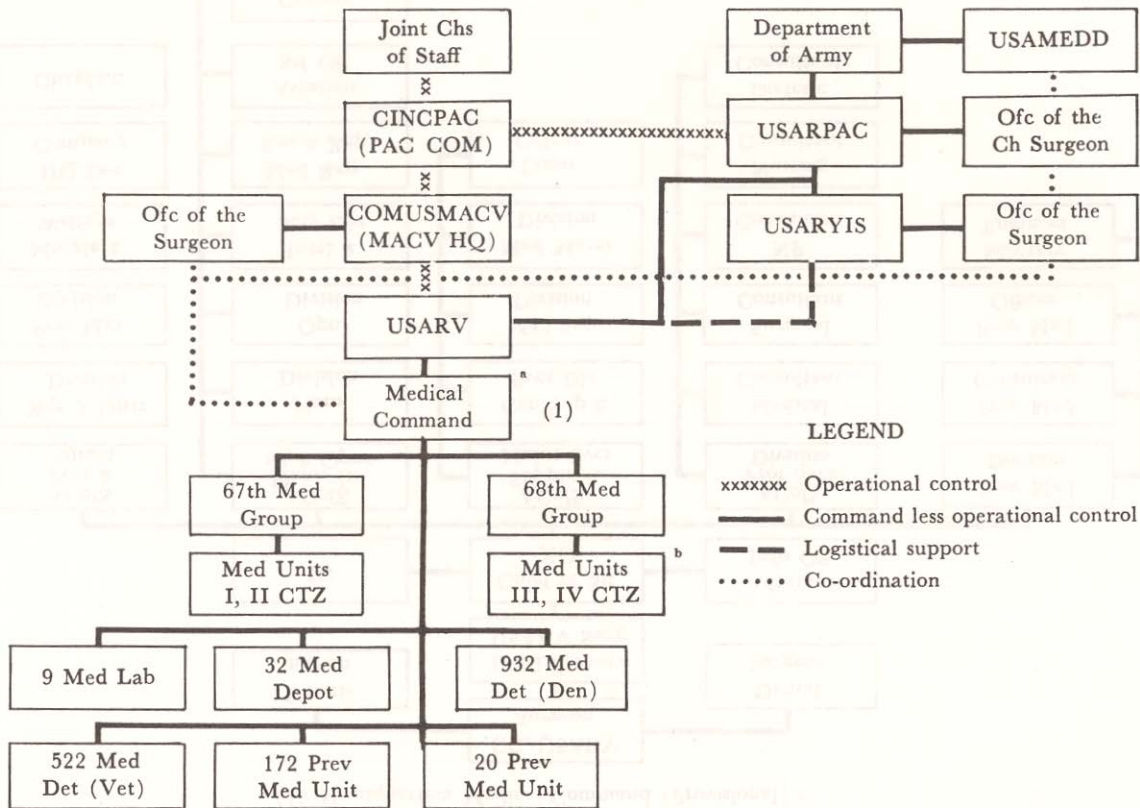 Joint Chs
of Staff
Department
of Army
USAMEDD
CINCPAC
(PAC COM)
USARPAC
Ofc of the
Ch Surgeon
Ofc of the
Surgeon
COMUSMACV
(MACV HQ)
USARYIS
Ofc of the
Surgeon
USARV
Medical
Command
a
(1)
LEGEND
xxxxxxx Operational control
Command less operational control
Logistical support
Co-ordination
67th Med
Group
68th Med
Group
Med Units
I, II CTZ
Med Units
III, IV CTZ
b
9 Med Lab
32 Med
Depot
932 Med
Det (Den)
522 Med
Det (Vet)
172 Prev
Med Unit
20 Prev
Med Unit